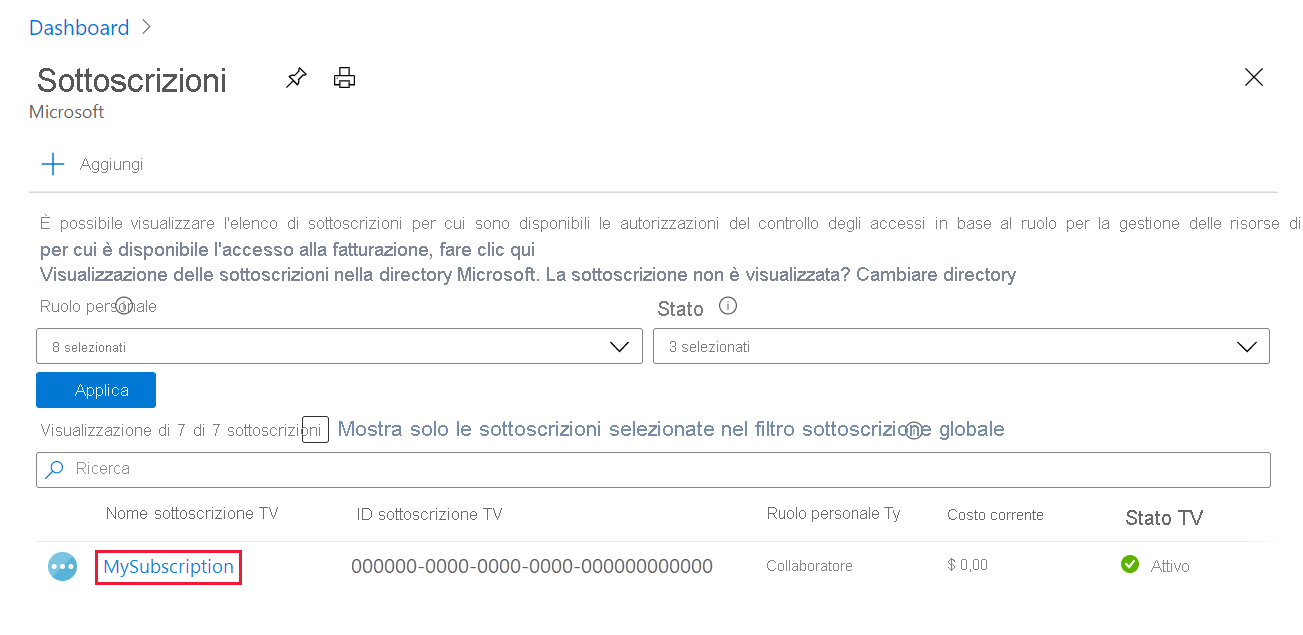 Dashboard
Sottoscrizioni
Microsoft
Aggiungi
È possibile visualizzare l'elenco di sottoscrizioni per cui sono disponibili le autorizzazioni del controllo degli accessi in base al ruolo per la gestione delle risorse di
per cui è disponibile l'accesso alla fatturazione, fare clic qui
Visualizzazione delle sottoscrizioni nella directory Microsoft. La sottoscrizione non è visualizzata? Cambiare directory
Ruolo personale Stato
8 selezionati 3 selezionati
Applica
Visualizzazione di 7 di 7 sottoscrizioni Mostra solo le sottoscrizioni selezionate nel filtro sottoscrizione globale
Ricerca
Nome sottoscrizione TV ID sottoscrizione TV Ruolo personale Ty Costo corrente Stato TV
MySubscription 000000-0000-0000-0000-000000000000 Collaboratore $ 0,00 Attivo